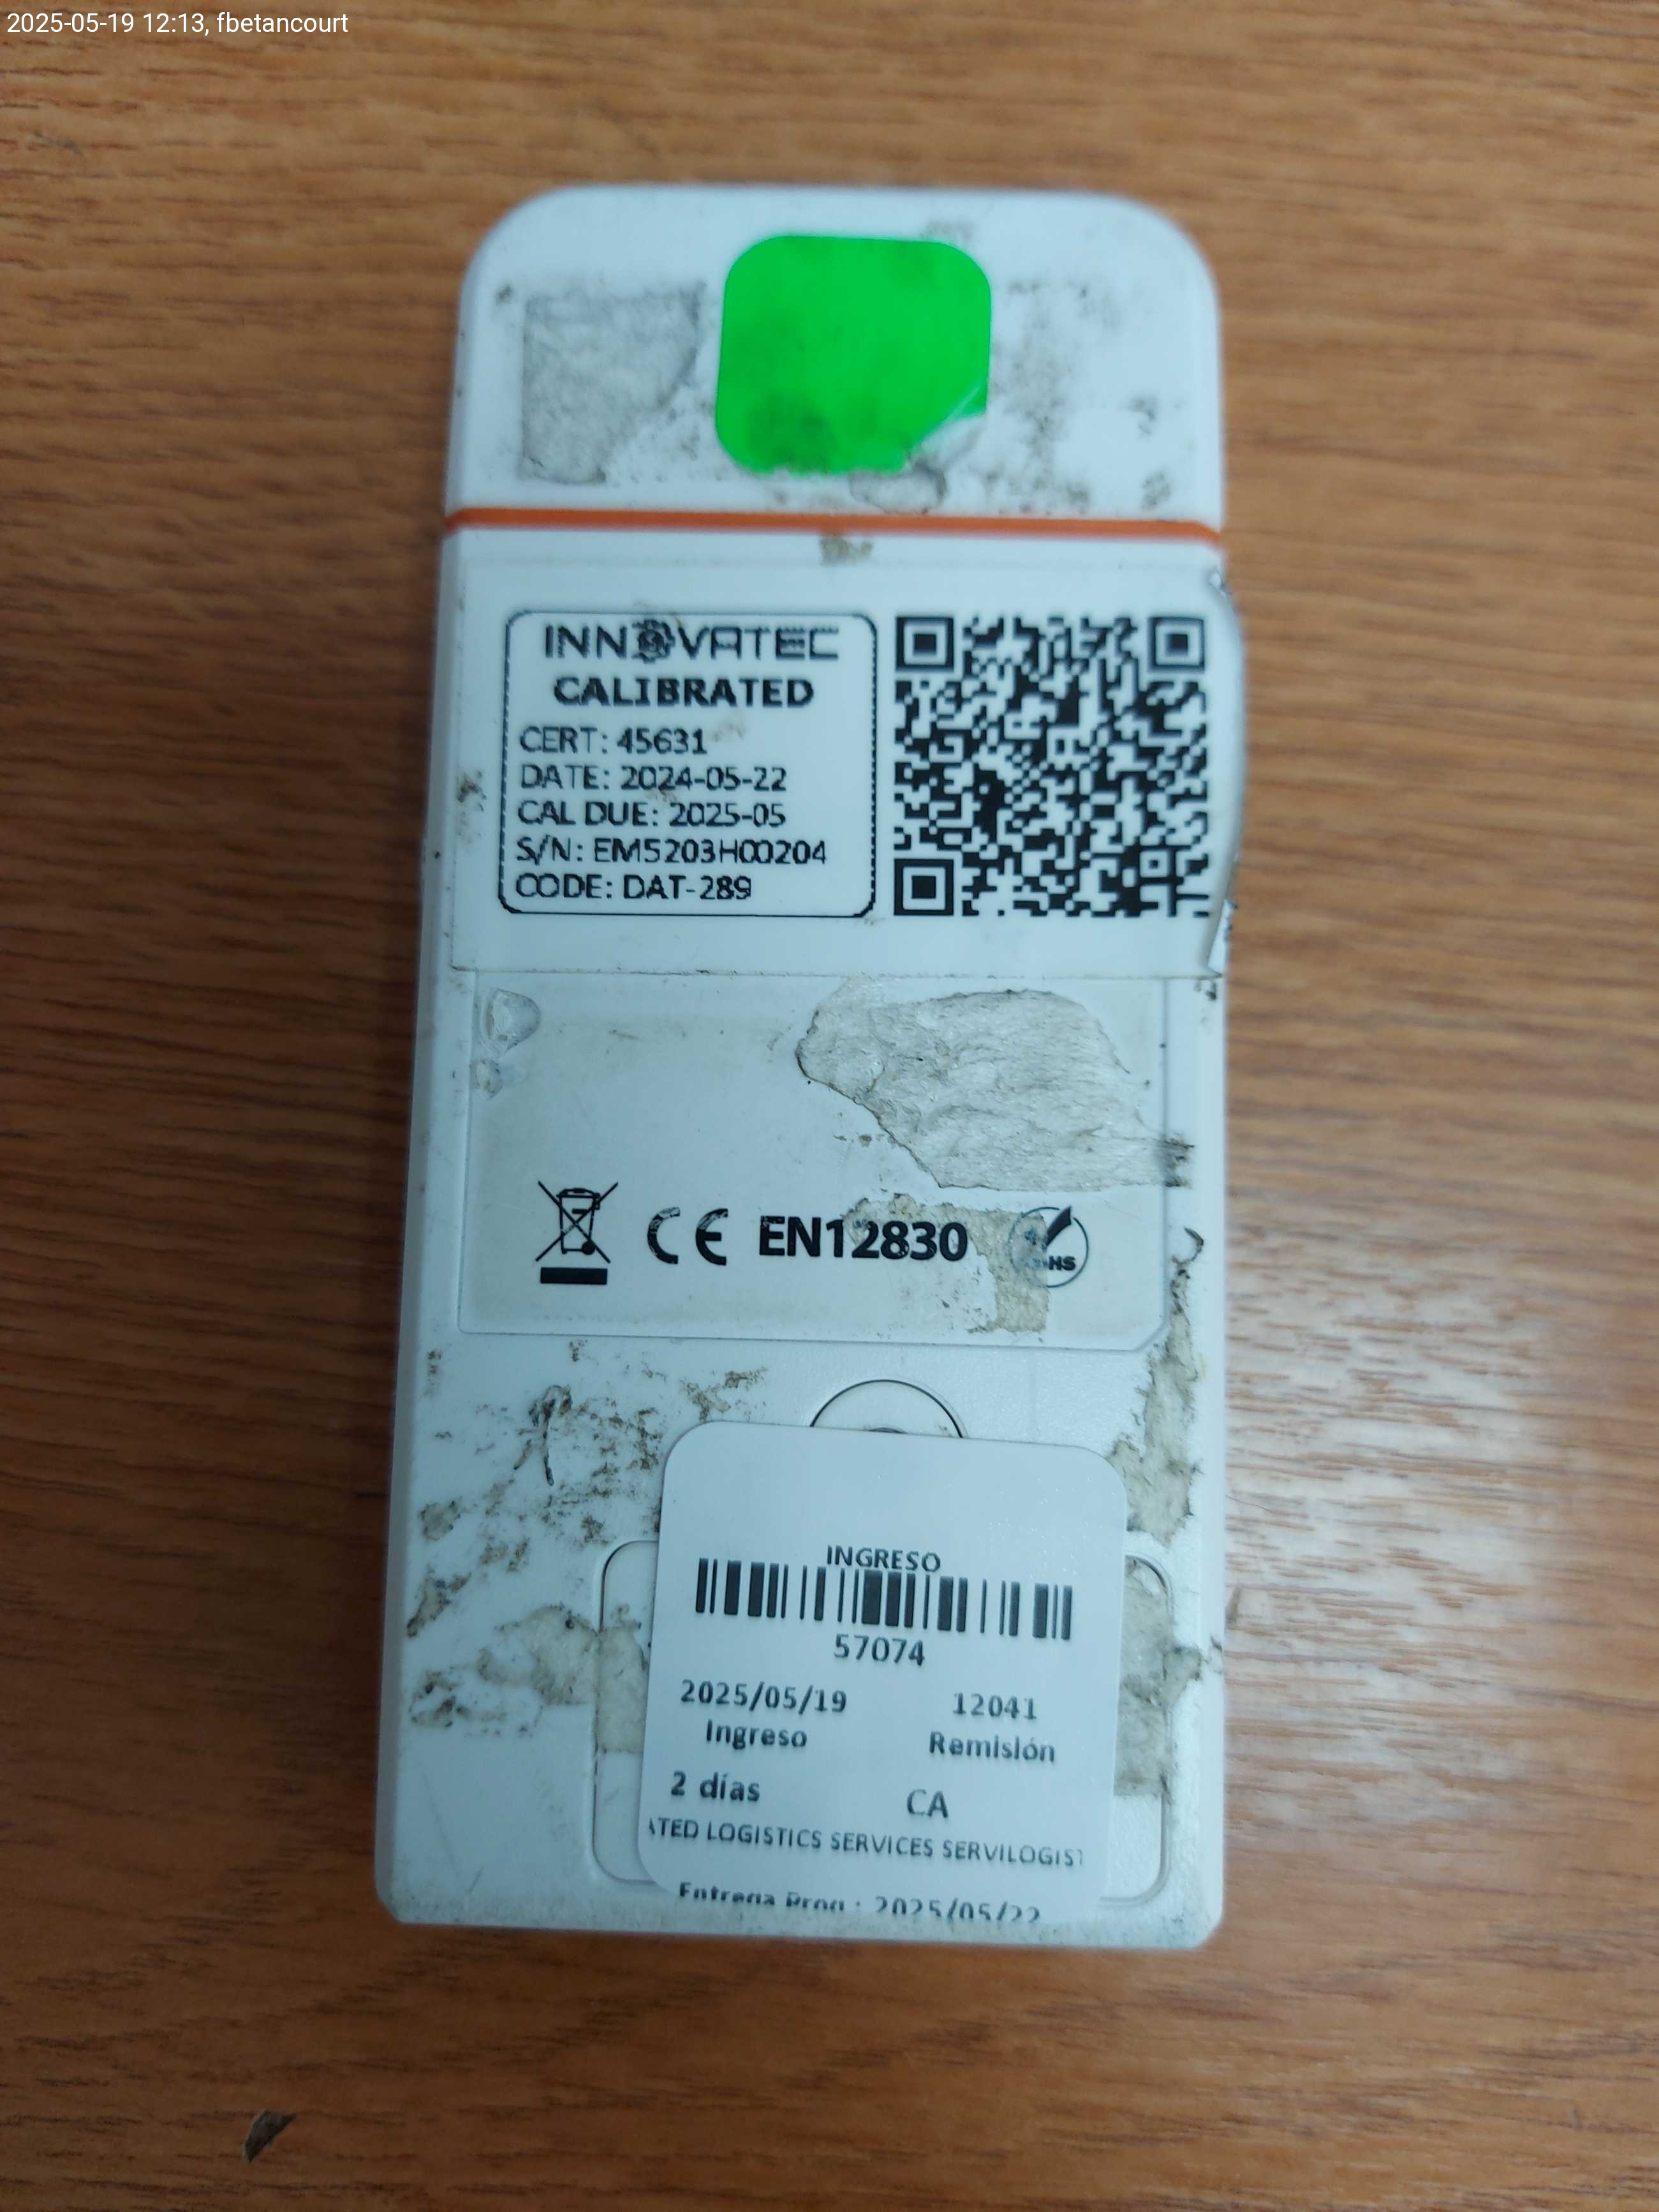 2025-05-19 12:13, fbetancourt
INNOVATEC
CALIBRATED
CERT: 45631
DATE: 2024-05-22
CAL DUE: 2025-05
S/N: EM5203H00204
CODE: DAT-289
CE EN12830
HS
INGRESO
57074
2025/05/19 12041
Ingreso Remisión
2 días CA
ATED LOGISTICS SERVICES SERVILOGIST
Entrega Prog.: 2025/05/22